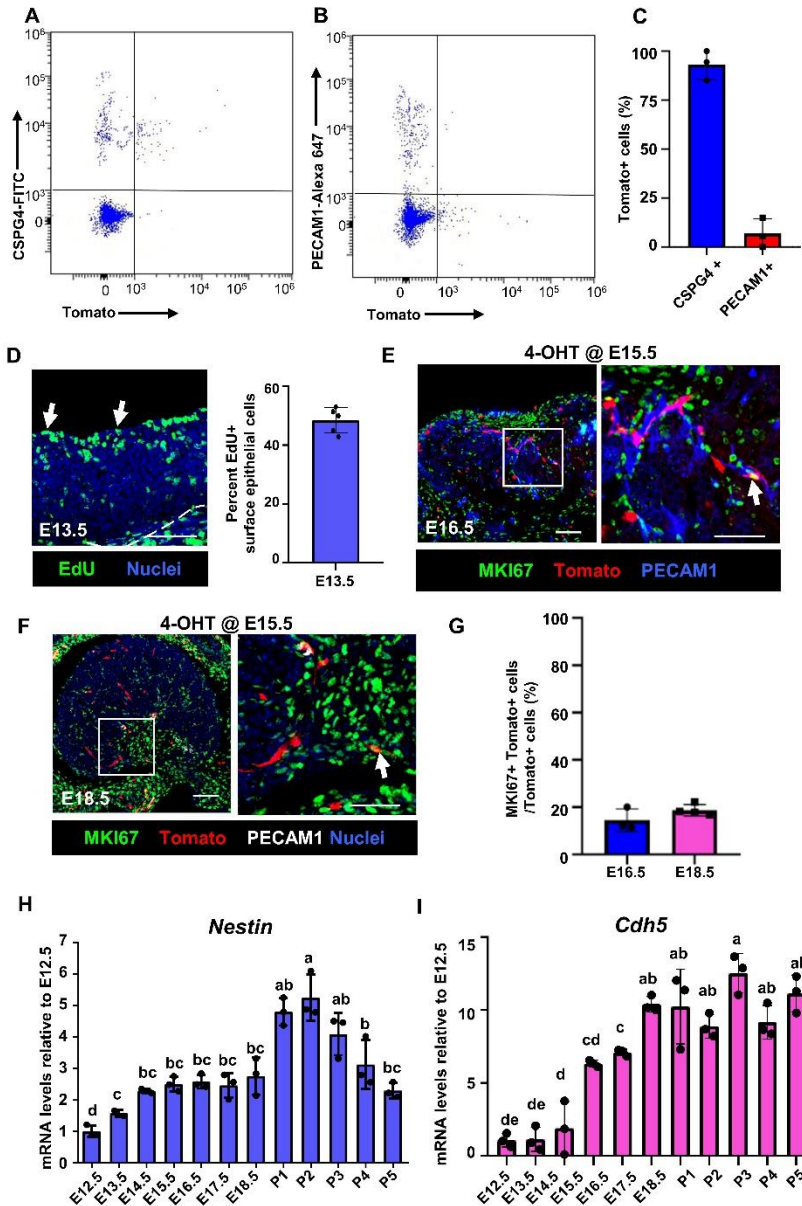 A
CSPG4-FITC
10⁶
10⁵
10⁴
10³
0
0 10³ 10⁴ 10⁵ 10⁶
Tomato
B
PECAM1-Alexa 647
10⁶
10⁵
10⁴
10³
0
0 10³ 10⁴ 10⁵ 10⁶
Tomato
C
Tomato+ cells (%)
100
75
50
25
0
CSPG4 +
PECAM1+
D
E13.5
EdU Nuclei
Percent EdU+
surface epithelial cells
60
40
20
0
E13.5
E
4-OHT @ E15.5
E16.5
MKI67 Tomato PECAM1
F
4-OHT @ E15.5
E18.5
MKI67 Tomato PECAM1 Nuclei
G
MKI67+ Tomato+ cells
/Tomato+ cells (%)
100
80
60
40
20
0
E16.5 E18.5
H
Nestin
mRNA levels relative to E12.5
7
6
5
4
3
2
1
0
d c bc bc bc bc bc ab a ab b bc
E12.5 E13.5 E14.5 E15.5 E16.5 E17.5 E18.5 P1 P2 P3 P4 P5
I
Cdh5
mRNA levels relative to E12.5
15
10
5
0
de de d cd c ab ab ab a ab
E12.5 E13.5 E14.5 E15.5 E16.5 E17.5 E18.5 P1 P2 P3 P4 P5